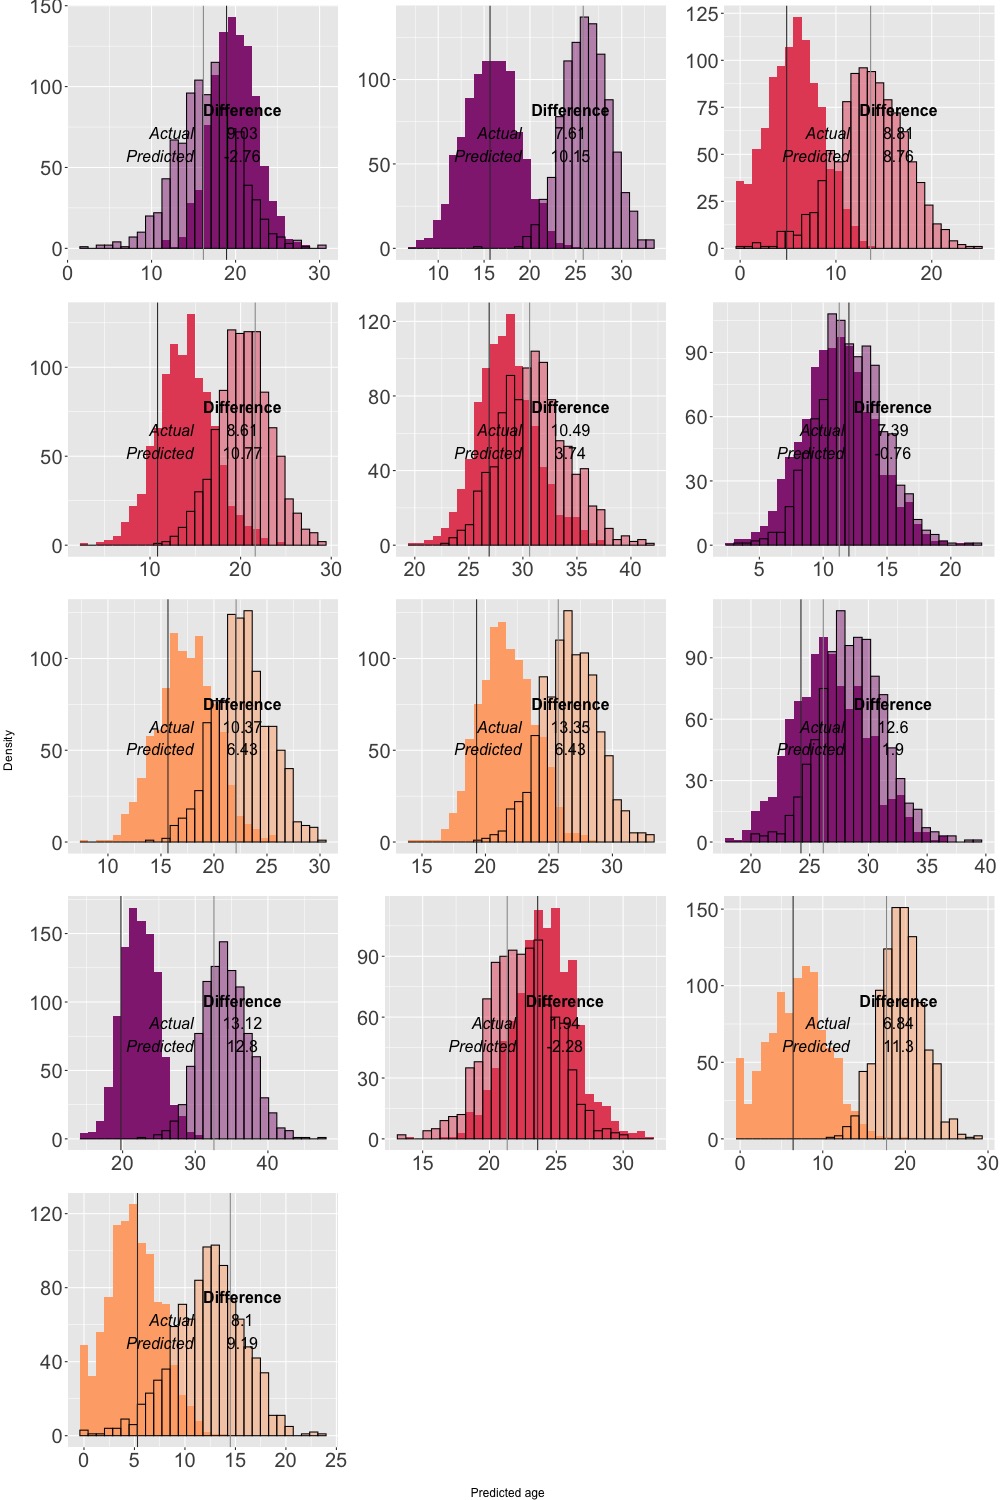 150
100
50
0
0 10 20 30
Difference
Actual 9.03
Predicted -2.76
100
50
0
10 15 20 25 30
Difference
Actual 7.61
Predicted 10.15
125
100
75
50
25
0
0 10 20
Difference
Actual 8.81
Predicted 8.76
100
50
0
10 20 30
Difference
Actual 8.61
Predicted 10.77
120
80
40
0
20 25 30 35 40
Difference
Actual 10.49
Predicted 3.74
90
60
30
0
5 10 15 20
Difference
Actual 7.39
Predicted -0.76
100
50
0
10 15 20 25 30
Difference
Actual 10.37
Predicted 6.43
100
50
0
15 20 25 30
Difference
Actual 13.35
Predicted 6.43
90
60
30
0
20 25 30 35 40
Difference
Actual 12.6
Predicted 1.9
150
100
50
0
20 30 40
Difference
Actual 13.12
Predicted 12.8
90
60
30
0
15 20 25 30
Difference
Actual 1.94
Predicted -2.28
150
100
50
0
0 10 20 30
Difference
Actual 6.84
Predicted 11.3
120
80
40
0
0 5 10 15 20 25
Difference
Actual 8.1
Predicted 9.19
Density
Predicted age